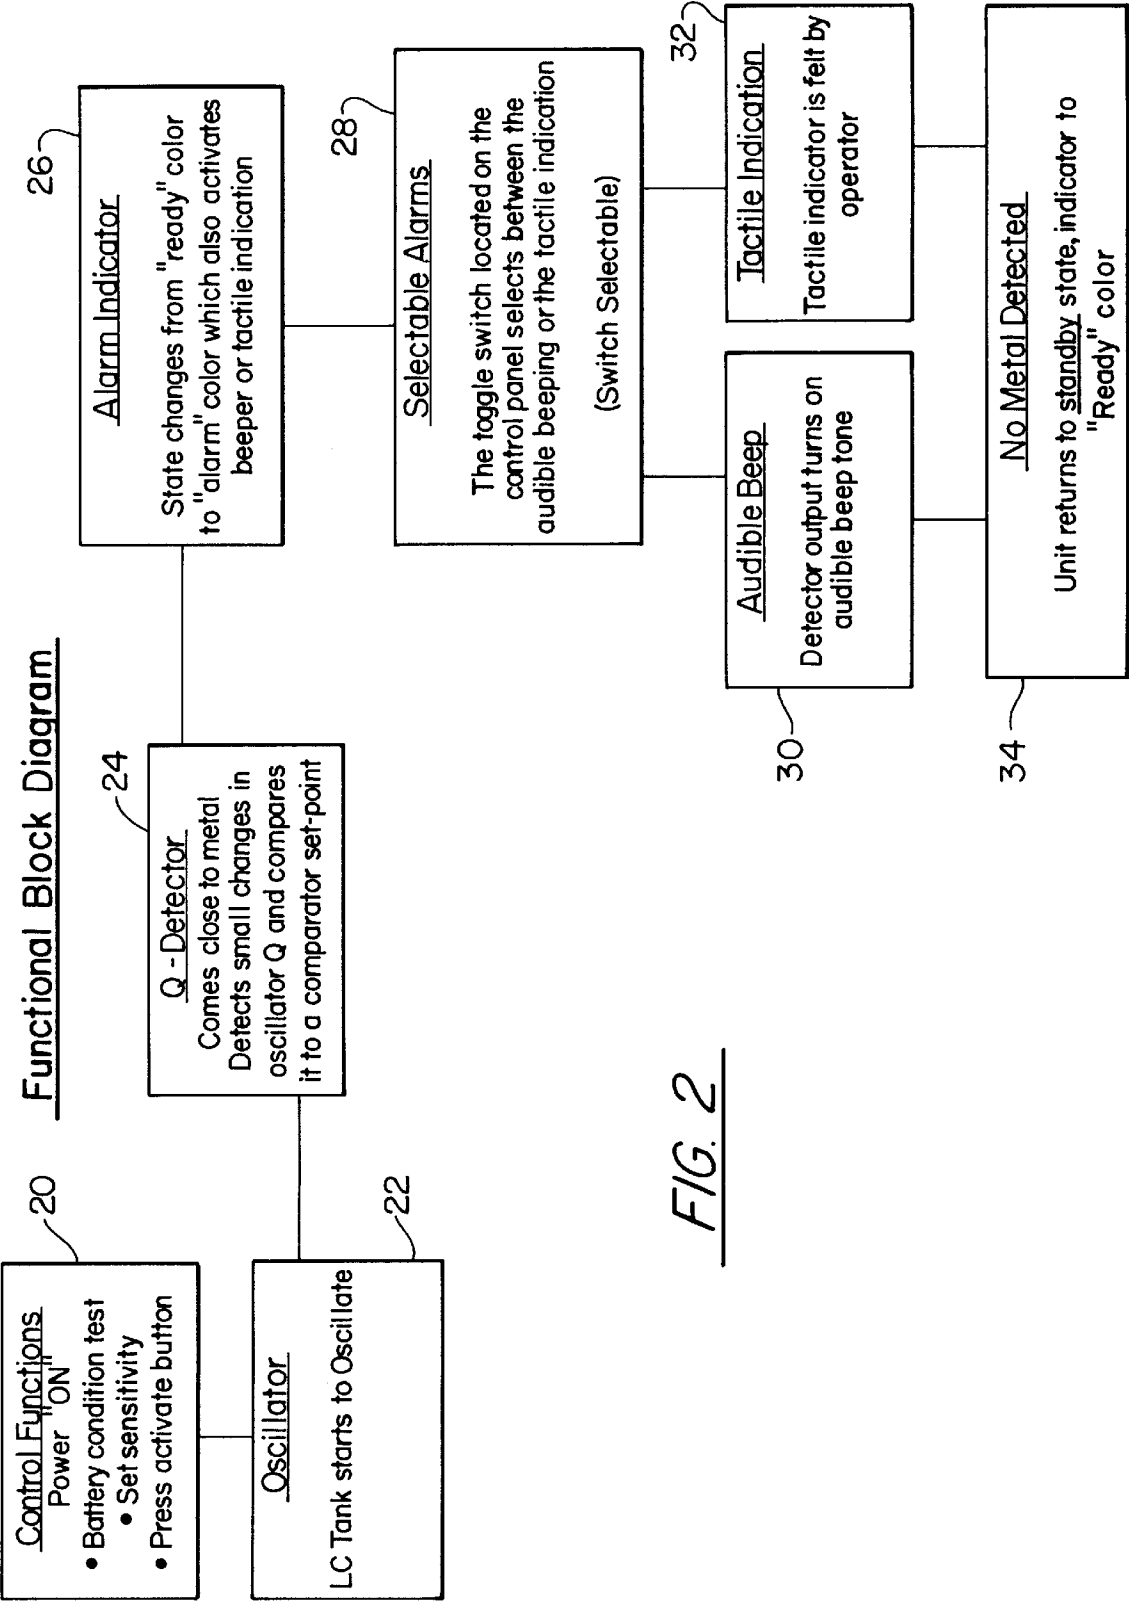 Functional Block Diagram
20
Control Functions
Power "ON"
• Battery condition test
• Set sensitivity
• Press activate button
22
Oscillator
LC Tank starts to Oscillate
24
Q-Detector
Comes close to metal
Detects small changes in
oscillator Q and compares
it to a comparator set-point
26
Alarm Indicator
State changes from "ready" color
to "alarm" color which also activates
beeper or tactile indication
28
Selectable Alarms
The toggle switch located on the
control panel selects between the
audible beeping or the tactile indication
(Switch Selectable)
30
Audible Beep
Detector output turns on
audible beep tone
32
Tactile Indication
Tactile indicator is felt by
operator
34
No Metal Detected
Unit returns to standby state, indicator to
"Ready" color
FIG. 2